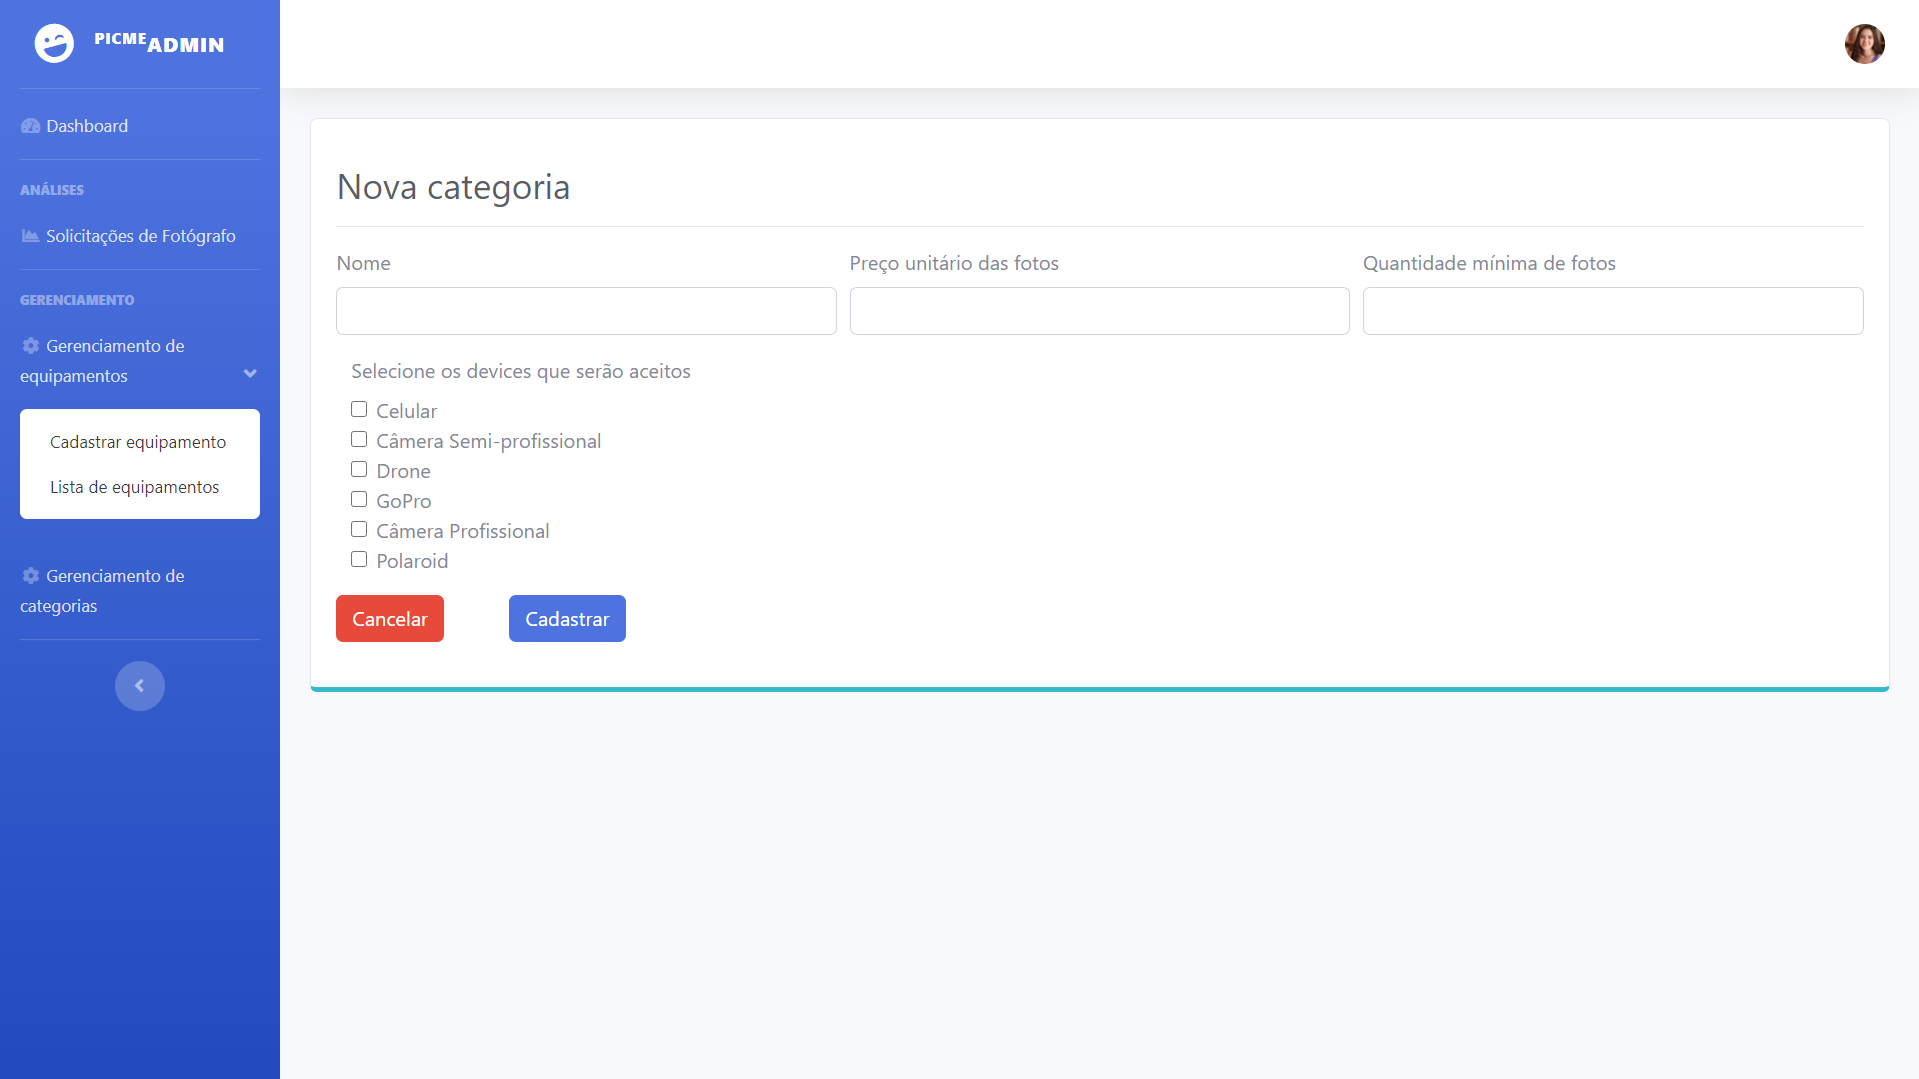 PICME ADMIN
Dashboard
ANÁLISES
Solicitações de Fotógrafo
GERENCIAMENTO
Gerenciamento de
equipamentos
Cadastrar equipamento
Lista de equipamentos
Gerenciamento de
categorias
Nova categoria
Nome
Preço unitário das fotos
Quantidade mínima de fotos
Selecione os devices que serão aceitos
Celular
Câmera Semi-profissional
Drone
GoPro
Câmera Profissional
Polaroid
Cancelar
Cadastrar